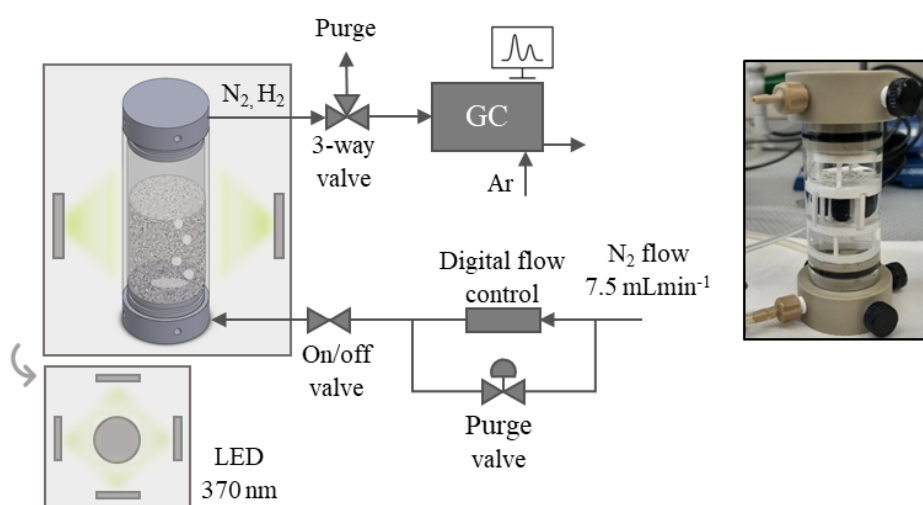 Purge
N₂, H₂
GC
3-way
valve
Ar
Digital flow
control
N₂ flow
7.5 mLmin⁻¹
On/off
valve
Purge
valve
LED
370 nm